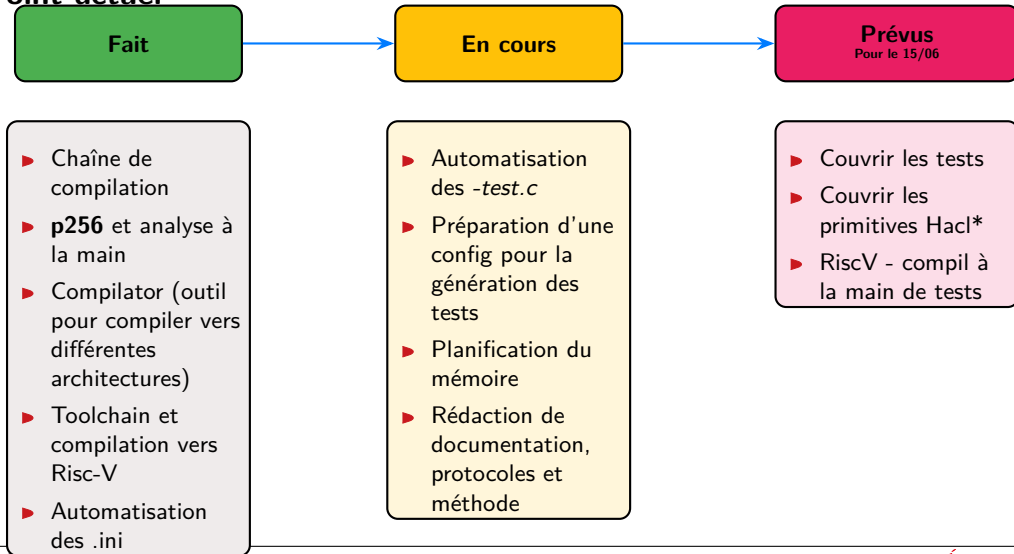 Fait
En cours
Prévus
Pour le 15/06
Chaîne de
compilation
p256 et analyse à
la main
Compilator (outil
pour compiler vers
différentes
architectures)
Toolchain et
compilation vers
Risc-V
Automatisation
des .ini
Automatisation
des -test.c
Préparation d'une
config pour la
génération des
tests
Planification du
mémoire
Rédaction de
documentation,
protocoles et
méthode
Couvrir les tests
Couvrir les
primitives Hacl*
RiscV - compil à
la main de tests